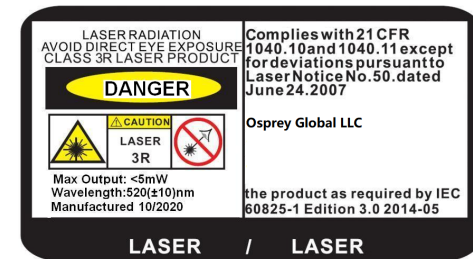 LASER RADIATION
AVOID DIRECT EYE EXPOSURE
CLASS 3R LASER PRODUCT
DANGER
CAUTION
LASER
3R
Max Output: <5mW
Wavelength:520(±10)nm
Manufactured 10/2020
Complies with 21 CFR
1040.10and 1040.11 except
for deviations pursuant to
Laser Notice No.50.dated
June 24.2007
Osprey Global LLC
the product as required by IEC
60825-1 Edition 3.0 2014-05
LASER / LASER